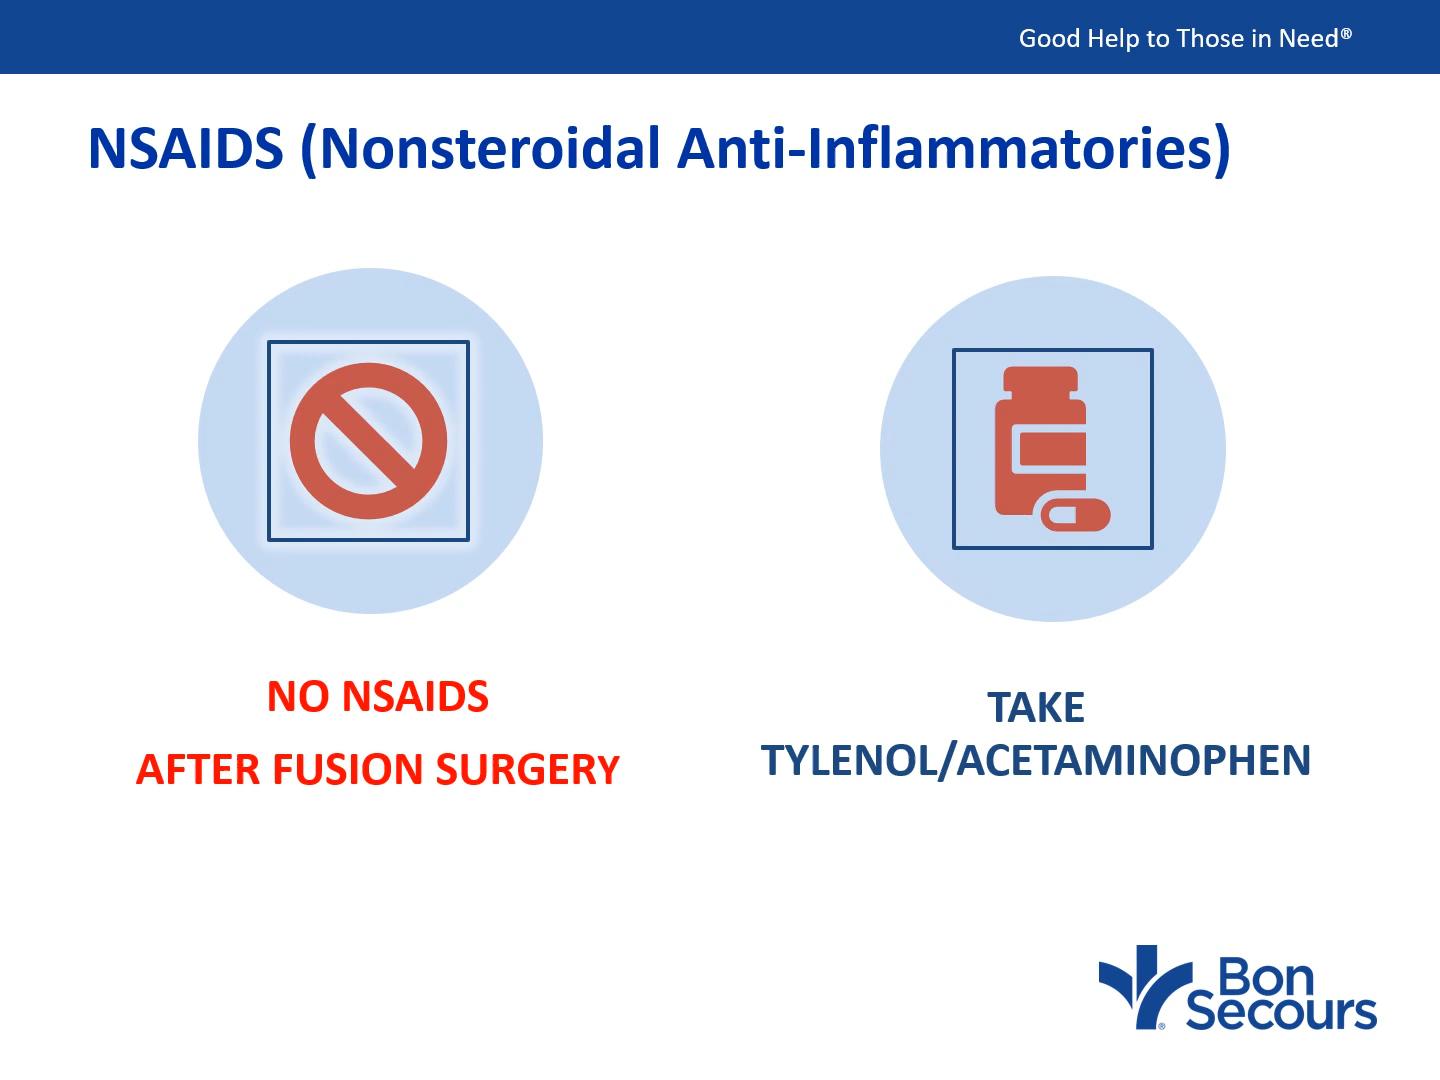 Good Help to Those in Need®
NSAIDS (Nonsteroidal Anti-Inflammatories)
NO NSAIDS
AFTER FUSION SURGERY
TAKE
TYLENOL/ACETAMINOPHEN
Bon
Secours
®